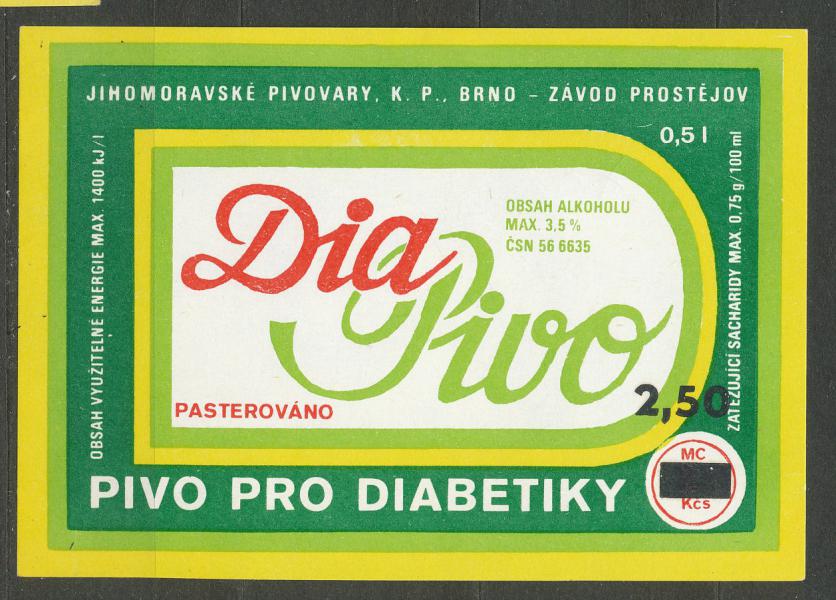 JIHOMORAVSKÉ PIVOVARY, K. P., BRNO – ZÁVOD PROSTĚJOV
0,5 l
OBSAH VYUŽITELNÉ ENERGIE MAX. 1400 kJ/l
Dia
Pivo
OBSAH ALKOHOLU
MAX. 3,5 %
ČSN 56 6635
ZATĚŽUJÍCÍ SACHARIDY MAX. 0,75 g/100 ml
PASTEROVÁNO
2,50
PIVO PRO DIABETIKY
MC
Kčs